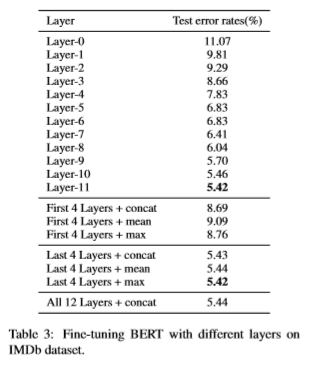 Layer Test error rates(%)
Layer-0 11.07
Layer-1 9.81
Layer-2 9.29
Layer-3 8.66
Layer-4 7.83
Layer-5 6.83
Layer-6 6.83
Layer-7 6.41
Layer-8 6.04
Layer-9 5.70
Layer-10 5.46
Layer-11 5.42
First 4 Layers + concat 8.69
First 4 Layers + mean 9.09
First 4 Layers + max 8.76
Last 4 Layers + concat 5.43
Last 4 Layers + mean 5.44
Last 4 Layers + max 5.42
All 12 Layers + concat 5.44
Table 3: Fine-tuning BERT with different layers on
IMDb dataset.